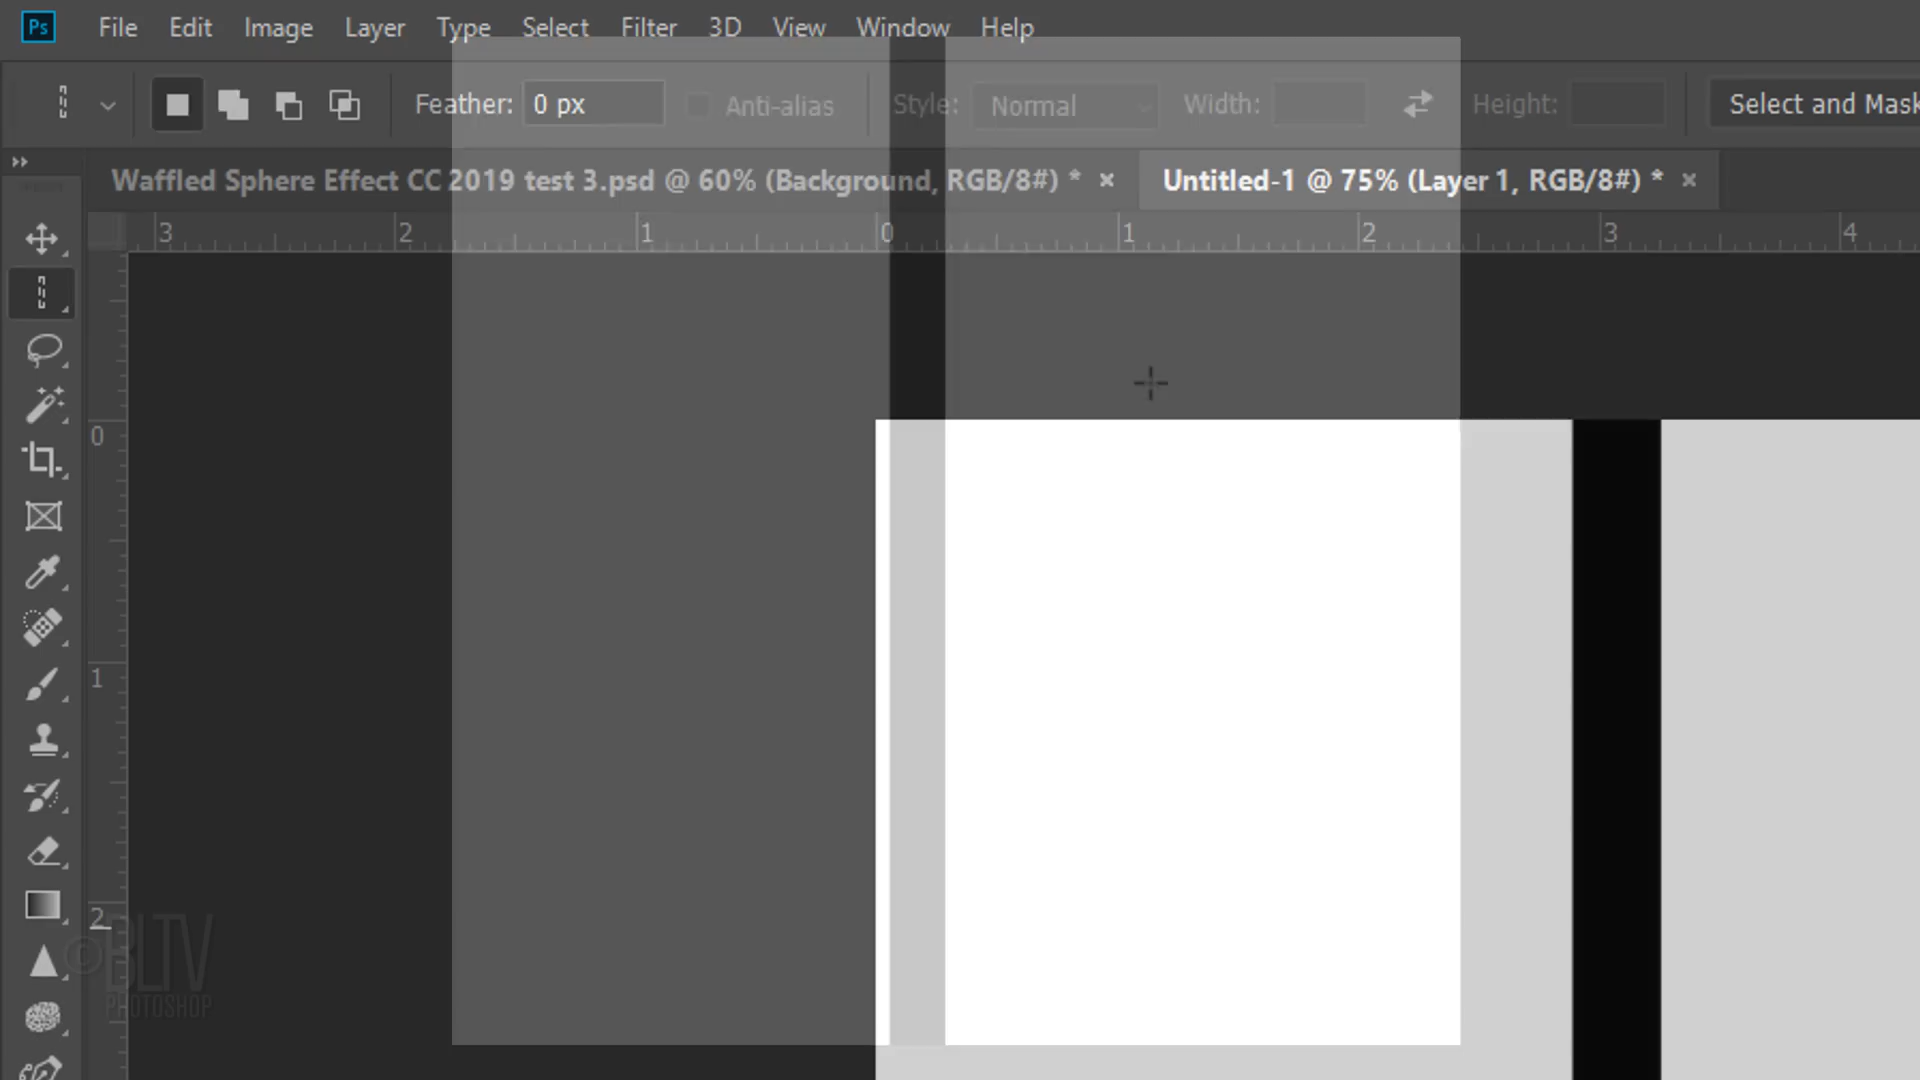 Ps File Edit Image Layer Type Select Filter 3D View Window Help
Feather: 0 px Anti-alias Style: Normal Width: Height: Select and Mask
Waffled Sphere Effect CC 2019 test 3.psd @ 60% (Background, RGB/8#) * × Untitled-1 @ 75% (Layer 1, RGB/8#) * ×
3 2 1 0 1 2 3 4
0
1
2
©BLTV
PHOTOSHOP